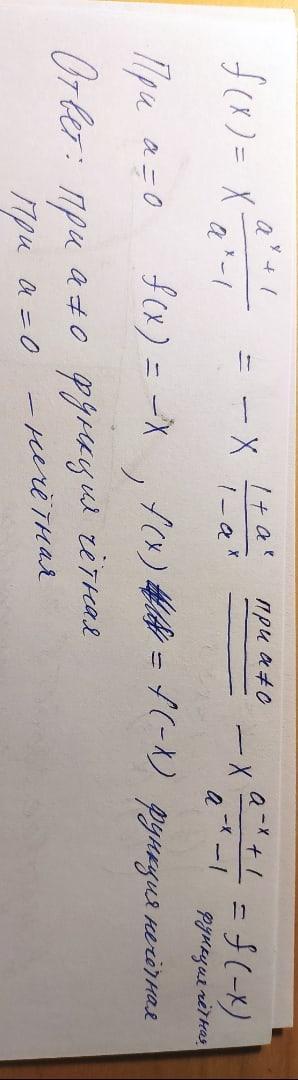 f(x) = x (a^x + 1)/(a^x - 1) = - x (1 + a^x)/(1 - a^x) при a≠0 = - x (a^-x + 1)/(a^-x - 1) = f(-x)
функция чётная.
При a=0 f(x) = -x, f(x) = f(-x) функция нечётная
Ответ: при a≠0 функция чётная
При a=0 - нечётная